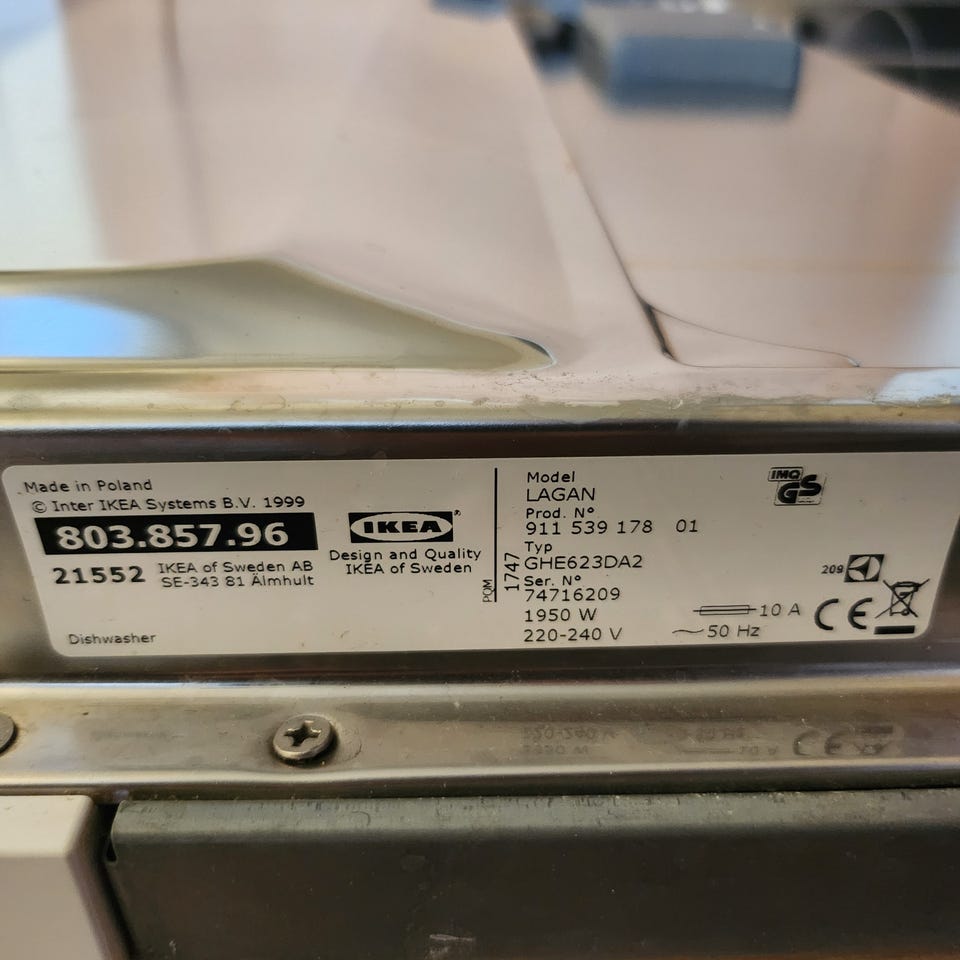 Made in Poland
© Inter IKEA Systems B.V. 1999
803.857.96
21552
IKEA of Sweden AB
SE-343 81 Älmhult
Dishwasher
IKEA®
Design and Quality
IKEA of Sweden
PQM
1747
Model
LAGAN
Prod. N°
911 539 178 01
Typ
GHE623DA2
Ser. N°
74716209
1950 W
10 A
220-240 V
50 Hz
IMQ
GS
209
CE